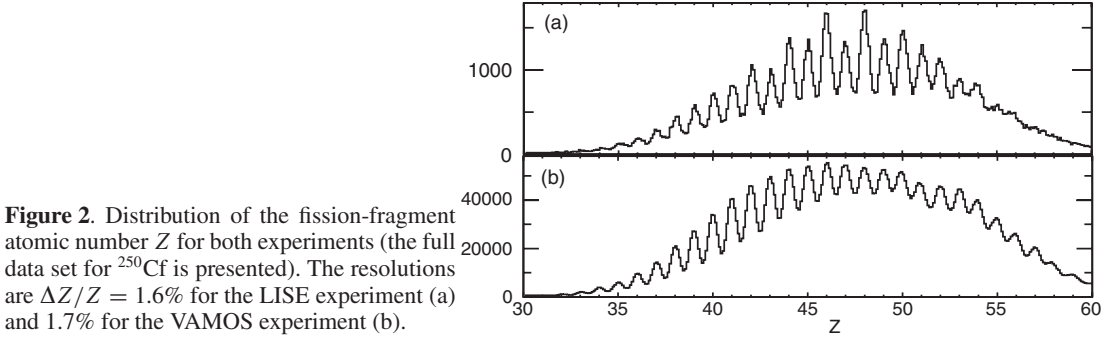 (a)
1000
0
(b)
40000
20000
0
30 35 40 45 50 55 60
Z
Figure 2. Distribution of the fission-fragment
atomic number Z for both experiments (the full
data set for ²⁵⁰Cf is presented). The resolutions
are ΔZ/Z = 1.6% for the LISE experiment (a)
and 1.7% for the VAMOS experiment (b).